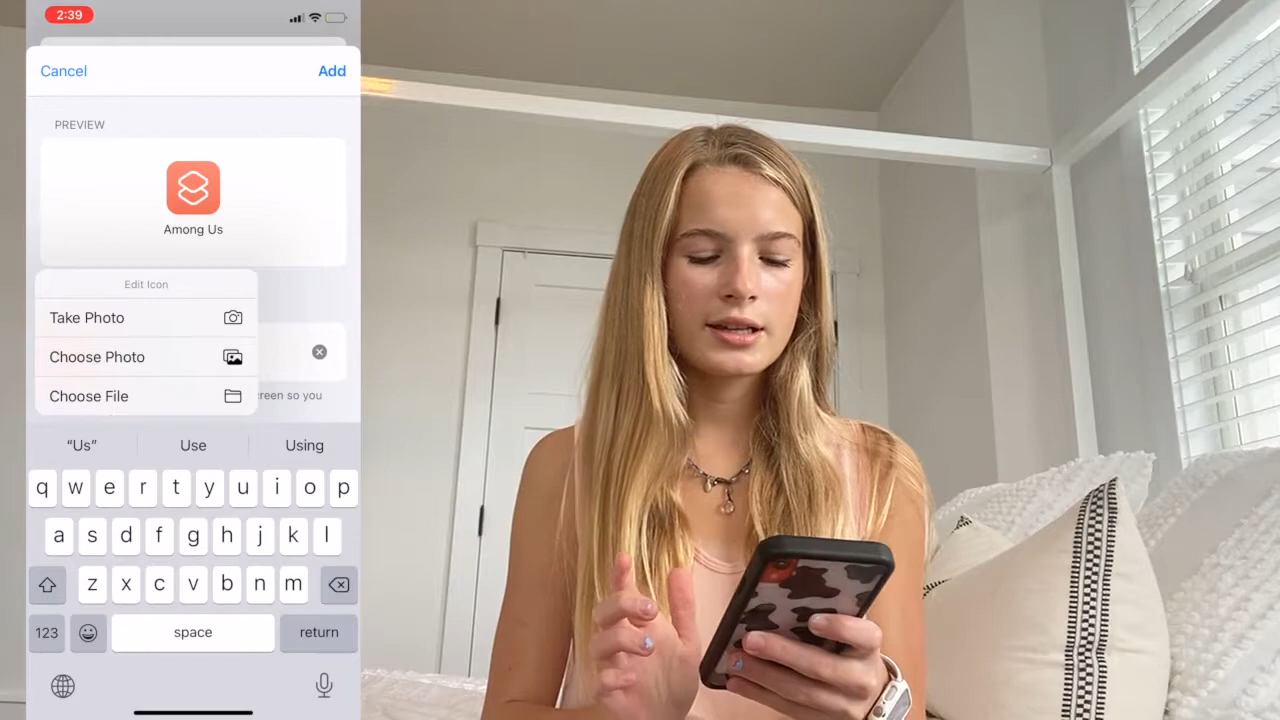 2:39
Cancel
Add
PREVIEW
Among Us
Edit Icon
Take Photo
Choose Photo
Choose File
reen so you
“Us” Use Using
q w e r t y u i o p
a s d f g h j k l
z x c v b n m
123 space return